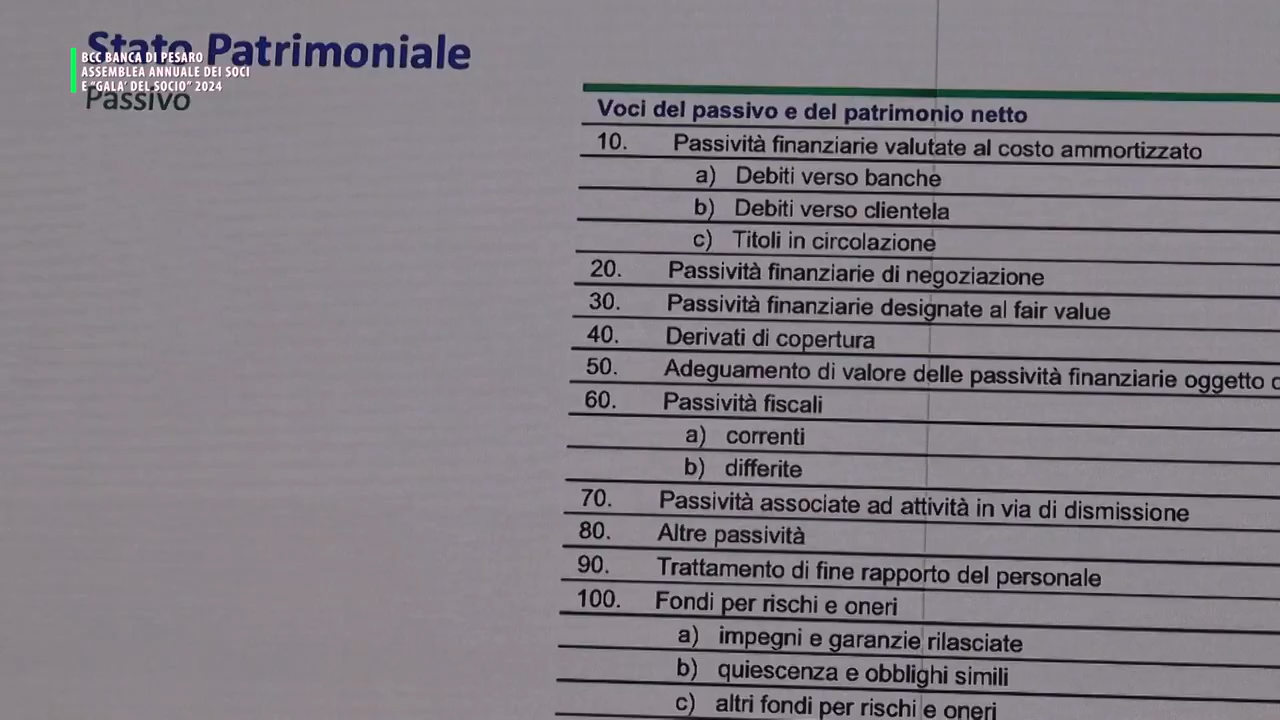 Stato Patrimoniale
BCC BANCA DI PESARO
ASSEMBLEA ANNUALE DEI SOCI
E "GALA' DEL SOCIO" 2024
Passivo
Voci del passivo e del patrimonio netto
10. Passività finanziarie valutate al costo ammortizzato
a) Debiti verso banche
b) Debiti verso clientela
c) Titoli in circolazione
20. Passività finanziarie di negoziazione
30. Passività finanziarie designate al fair value
40. Derivati di copertura
50. Adeguamento di valore delle passività finanziarie oggetto
60. Passività fiscali
a) correnti
b) differite
70. Passività associate ad attività in via di dismissione
80. Altre passività
90. Trattamento di fine rapporto del personale
100. Fondi per rischi e oneri
a) impegni e garanzie rilasciate
b) quiescenza e obblighi simili
c) altri fondi per rischi e oneri